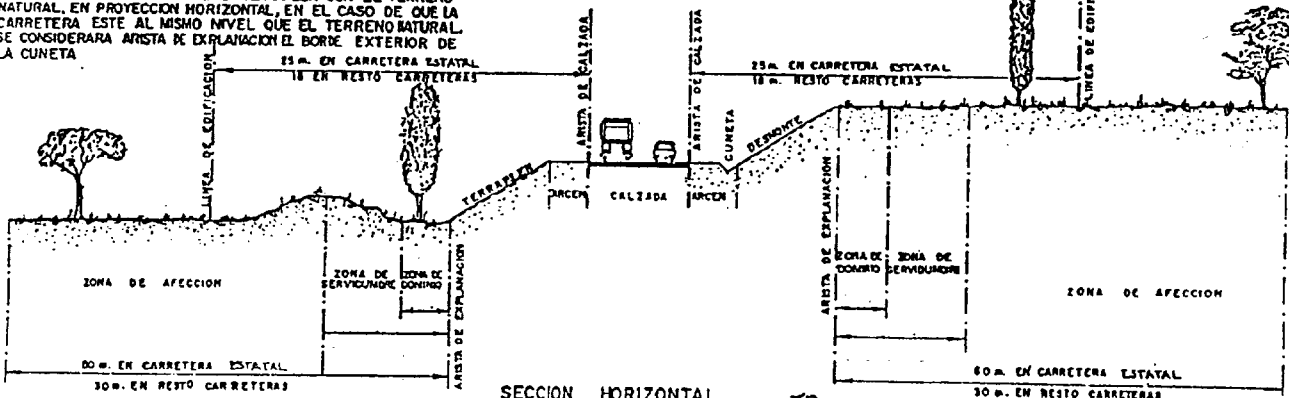 NATURAL. EN PROYECCION HORIZONTAL, EN EL CASO DE QUE LA
CARRETERA ESTE AL MISMO NIVEL QUE EL TERRENO NATURAL.
SE CONSIDERARA ARISTA DE EXPLANACION EL BORDE EXTERIOR DE
LA CUNETA
25 m. EN CARRETERA ESTATAL
18 EN RESTO CARRETERAS
25 m. EN CARRETERA ESTATAL
18 m. RESTO CARRETERAS
LINEA DE EDIFICACION
ARISTA DE CALZADA
ARISTA DE CALZADA
CUNETA
DESMONTE
LINEA DE
TERRAPLEN
ARCEN
CALZADA
ARCEN
ZONA DE AFECCION
ZONA DE
SERVIDUMBRE
ZONA DE
DOMINIO
ARISTA DE EXPLANACION
ARISTA DE EXPLANACION
ZONA DE
DOMINIO
ZONA DE
SERVIDUMBRE
ZONA DE AFECCION
60 m. EN CARRETERA ESTATAL
30 m. EN RESTO CARRETERAS
60 m. EN CARRETERA ESTATAL
30 m. EN RESTO CARRETERAS
SECCION HORIZONTAL